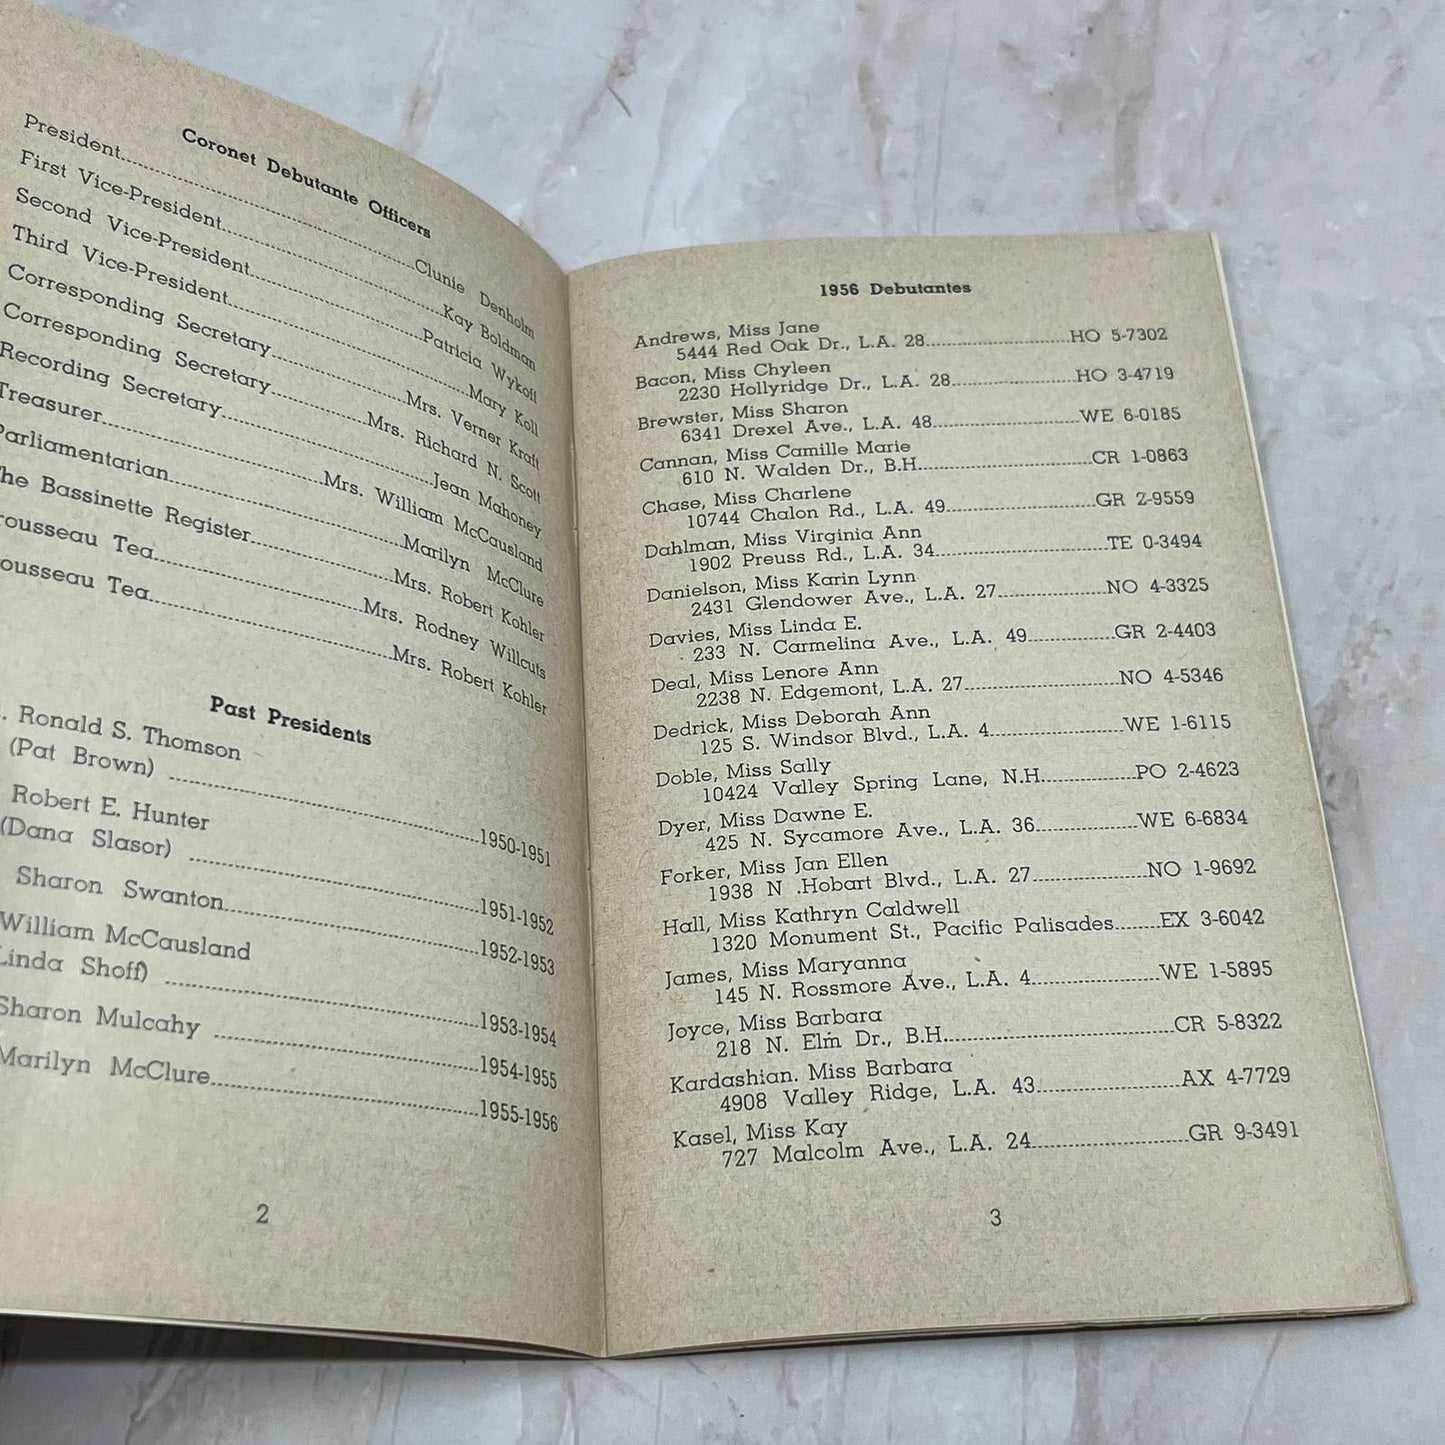 Coronet Debutante Officers
President..........Clunie Denholm
First Vice-President..........Kay Boldman
Second Vice-President..........Patricia Wykoff
Third Vice-President..........Mary Koll
Corresponding Secretary..........Mrs. Verner Kraft
Corresponding Secretary..........Mrs. Richard N. Scott
Recording Secretary..........Jean Mahoney
Treasurer..........Mrs. William McCausland
Parliamentarian..........Marilyn McClure
he Bassinette Register..........Mrs. Robert Kohler
rousseau Tea..........Mrs. Rodney Willcuts
ousseau Tea..........Mrs. Robert Kohler
Past Presidents
. Ronald S. Thomson
(Pat Brown) ..........1950-1951
Robert E. Hunter
(Dana Slasor) ..........1951-1952
Sharon Swanton..........1952-1953
William McCausland
Linda Shoff) ..........1953-1954
Sharon Mulcahy ..........1954-1955
Marilyn McClure..........1955-1956
2
1956 Debutantes
Andrews, Miss Jane
5444 Red Oak Dr., L.A. 28..........HO 5-7302
Bacon, Miss Chyleen
2230 Hollyridge Dr., L.A. 28..........HO 3-4719
Brewster, Miss Sharon
6341 Drexel Ave., L.A. 48..........WE 6-0185
Cannan, Miss Camille Marie
610 N. Walden Dr., B.H..........CR 1-0863
Chase, Miss Charlene
10744 Chalon Rd., L.A. 49..........GR 2-9559
Dahlman, Miss Virginia Ann
1902 Preuss Rd., L.A. 34..........TE 0-3494
Danielson, Miss Karin Lynn
2431 Glendower Ave., L.A. 27..........NO 4-3325
Davies, Miss Linda E.
233 N. Carmelina Ave., L.A. 49..........GR 2-4403
Deal, Miss Lenore Ann
2238 N. Edgemont, L.A. 27..........NO 4-5346
Dedrick, Miss Deborah Ann
125 S. Windsor Blvd., L.A. 4..........WE 1-6115
Doble, Miss Sally
10424 Valley Spring Lane, N.H..........PO 2-4623
Dyer, Miss Dawne E.
425 N. Sycamore Ave., L.A. 36..........WE 6-6834
Forker, Miss Jan Ellen
1938 N .Hobart Blvd., L.A. 27..........NO 1-9692
Hall, Miss Kathryn Caldwell
1320 Monument St., Pacific Palisades........EX 3-6042
James, Miss Maryanna
145 N. Rossmore Ave., L.A. 4..........WE 1-5895
Joyce, Miss Barbara
218 N. Elm Dr., B.H..........CR 5-8322
Kardashian. Miss Barbara
4908 Valley Ridge, L.A. 43..........AX 4-7729
Kasel, Miss Kay
727 Malcolm Ave., L.A. 24..........GR 9-3491
3